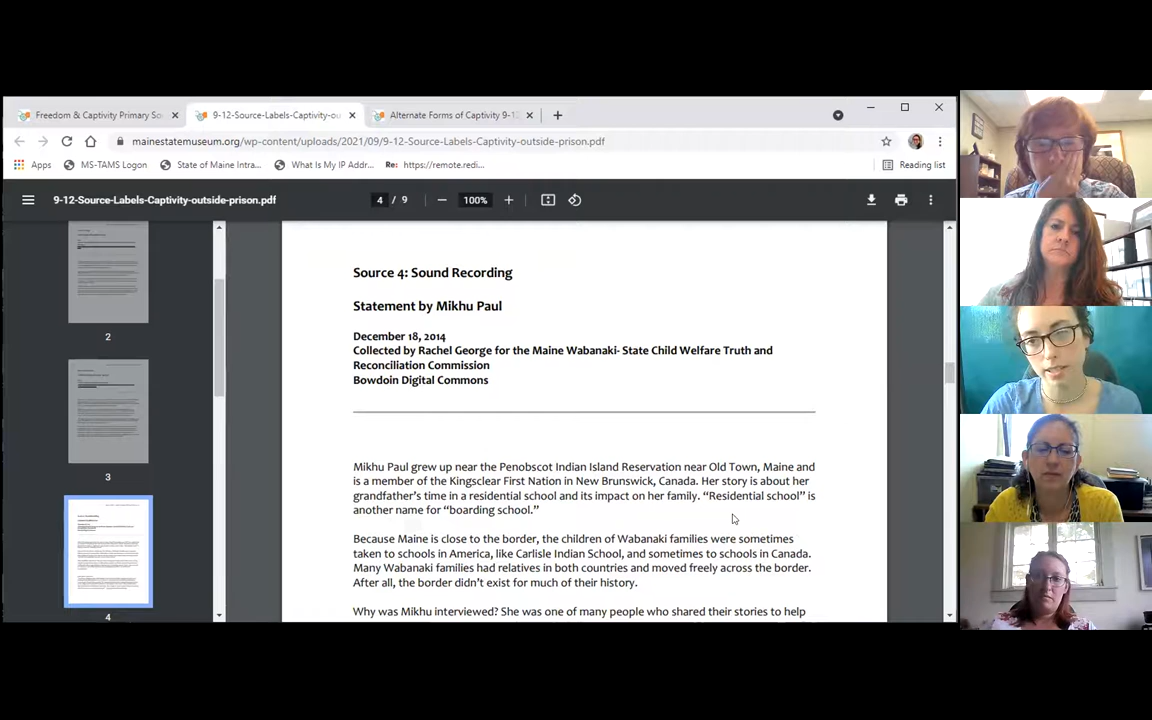 Freedom & Captivity Primary So
9-12-Source-Labels-Captivity-ou
Alternate Forms of Captivity 9-1
mainestatemuseum.org/wp-content/uploads/2021/09/9-12-Source-Labels-Captivity-outside-prison.pdf
Apps
MS-TAMS Logon
State of Maine Intra...
What Is My IP Addr...
Re: https://remote.redi...
Reading list
9-12-Source-Labels-Captivity-outside-prison.pdf
4 / 9
100%
2
3
4
Source 4: Sound Recording
Statement by Mikhu Paul
December 18, 2014
Collected by Rachel George for the Maine Wabanaki- State Child Welfare Truth and
Reconciliation Commission
Bowdoin Digital Commons
Mikhu Paul grew up near the Penobscot Indian Island Reservation near Old Town, Maine and
is a member of the Kingsclear First Nation in New Brunswick, Canada. Her story is about her
grandfather’s time in a residential school and its impact on her family. “Residential school” is
another name for “boarding school.”
Because Maine is close to the border, the children of Wabanaki families were sometimes
taken to schools in America, like Carlisle Indian School, and sometimes to schools in Canada.
Many Wabanaki families had relatives in both countries and moved freely across the border.
After all, the border didn’t exist for much of their history.
Why was Mikhu interviewed? She was one of many people who shared their stories to help